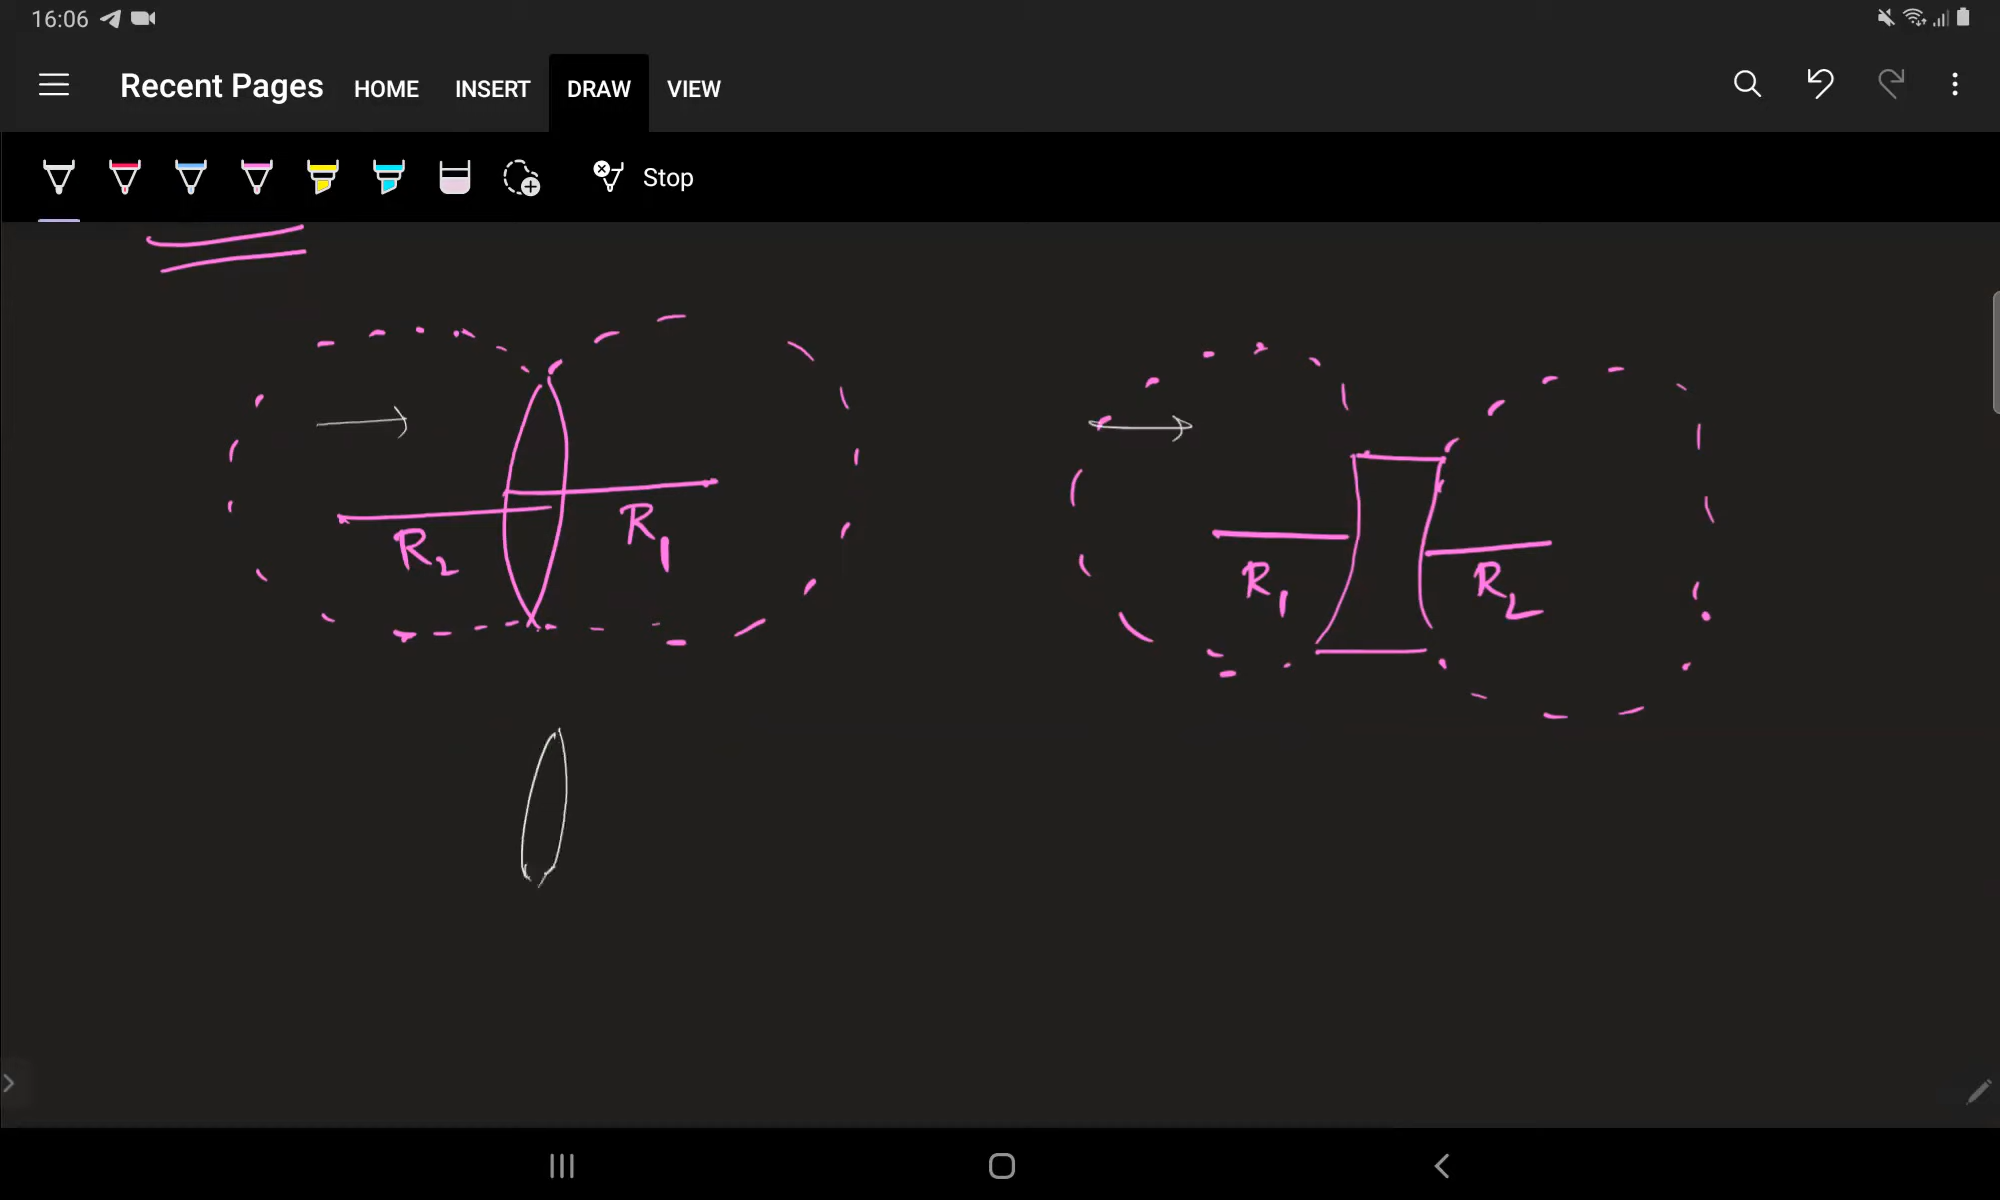 16:06
Recent Pages HOME INSERT DRAW VIEW
Stop
R₂ R₁
R₁ R₂